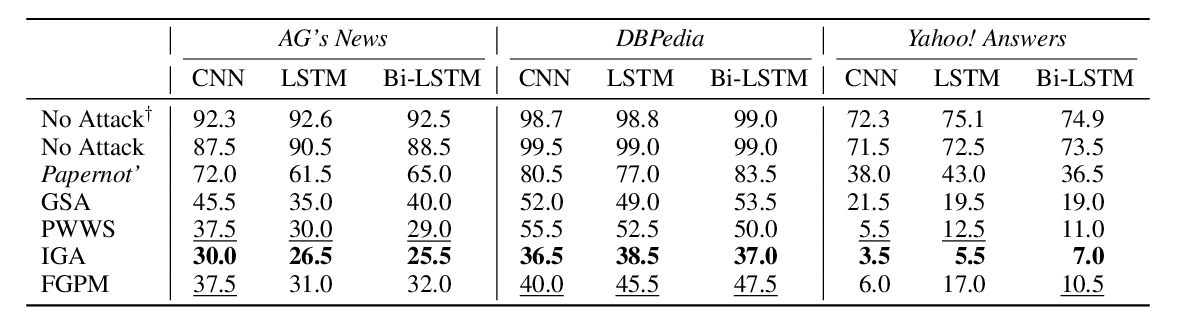 AG's News DBPedia Yahoo! Answers
CNN LSTM Bi-LSTM CNN LSTM Bi-LSTM CNN LSTM Bi-LSTM
No Attack† 92.3 92.6 92.5 98.7 98.8 99.0 72.3 75.1 74.9
No Attack 87.5 90.5 88.5 99.5 99.0 99.0 71.5 72.5 73.5
Papernot' 72.0 61.5 65.0 80.5 77.0 83.5 38.0 43.0 36.5
GSA 45.5 35.0 40.0 52.0 49.0 53.5 21.5 19.5 19.0
PWWS 37.5 30.0 29.0 55.5 52.5 50.0 5.5 12.5 11.0
IGA 30.0 26.5 25.5 36.5 38.5 37.0 3.5 5.5 7.0
FGPM 37.5 31.0 32.0 40.0 45.5 47.5 6.0 17.0 10.5